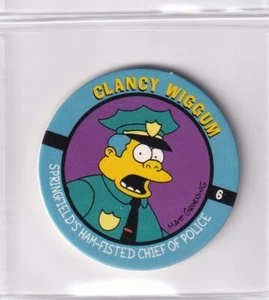 CLANCY WIGGUM
MATT GROENING
6
SPRINGFIELD'S HAM-FISTED CHIEF OF POLICE